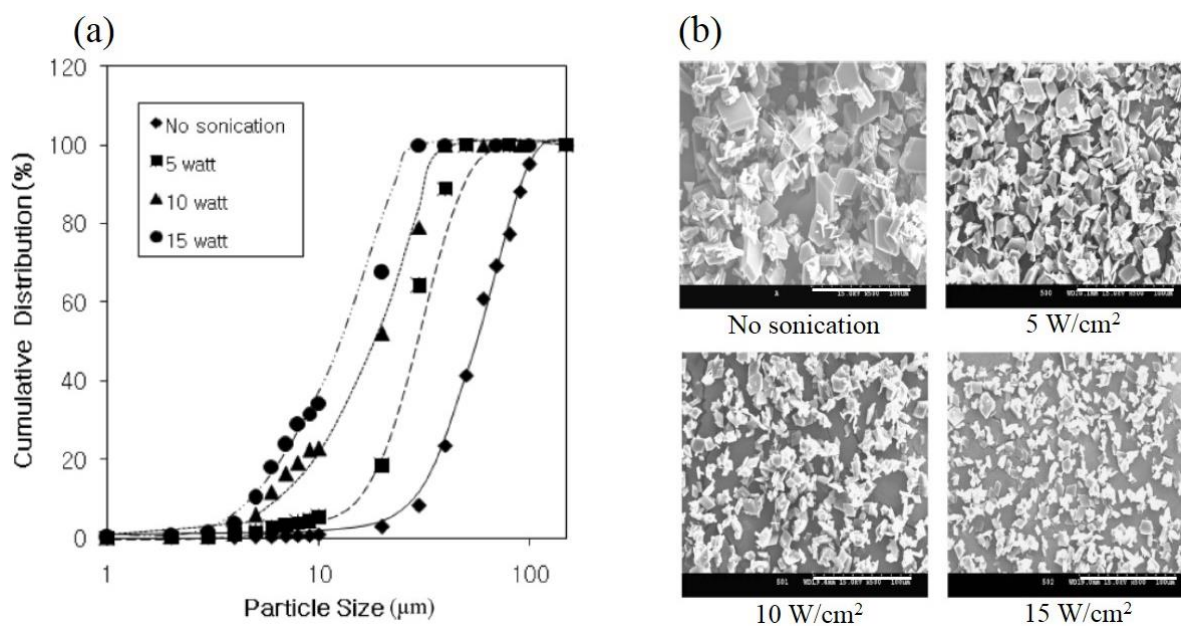 (a)
(b)
120
100
80
60
40
20
0
Cumulative Distribution (%)
No sonication
5 watt
10 watt
15 watt
1
10
100
Particle Size (μm)
No sonication
5 W/cm²
10 W/cm²
15 W/cm²